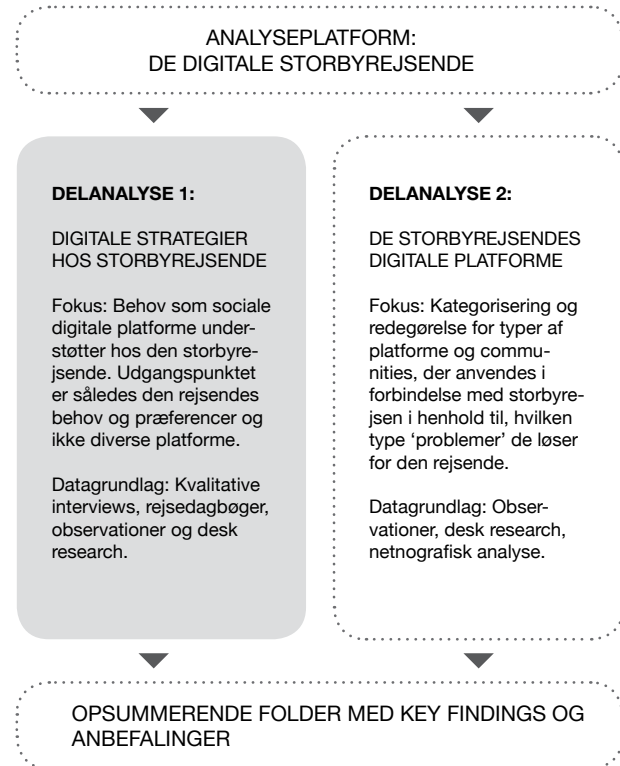 ANALYSEPLATFORM:
DE DIGITALE STORBYREJSENDE
DELANALYSE 1:
DIGITALE STRATEGIER
HOS STORBYREJSENDE
Fokus: Behov som sociale
digitale platforme under-
støtter hos den storbyre-
jsende. Udgangspunktet
er således den rejsendes
behov og præferencer og
ikke diverse platforme.
Datagrundlag: Kvalitative
interviews, rejsedagbøger,
observationer og desk
research.
DELANALYSE 2:
DE STORBYREJSENDES
DIGITALE PLATFORME
Fokus: Kategorisering og
redegørelse for typer af
platforme og commu-
nities, der anvendes i
forbindelse med storbyre-
jsen i henhold til, hvilken
type ‘problemer’ de løser
for den rejsende.
Datagrundlag: Obser-
vationer, desk research,
netnografisk analyse.
OPSUMMERENDE FOLDER MED KEY FINDINGS OG
ANBEFALINGER